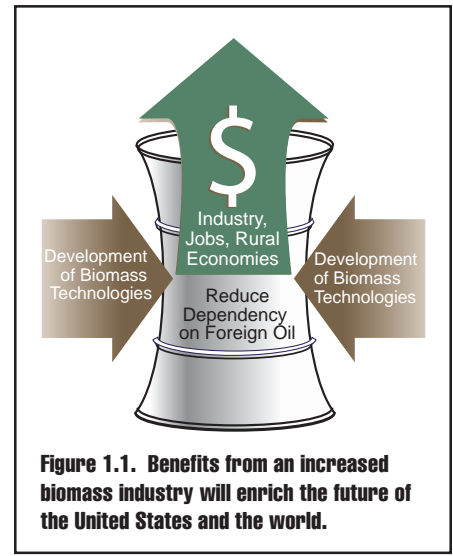 $
Industry,
Jobs, Rural
Economies
Development
of Biomass
Technologies
Development
of Biomass
Technologies
Reduce
Dependency
on Foreign Oil
Figure 1.1. Benefits from an increased
biomass industry will enrich the future of
the United States and the world.